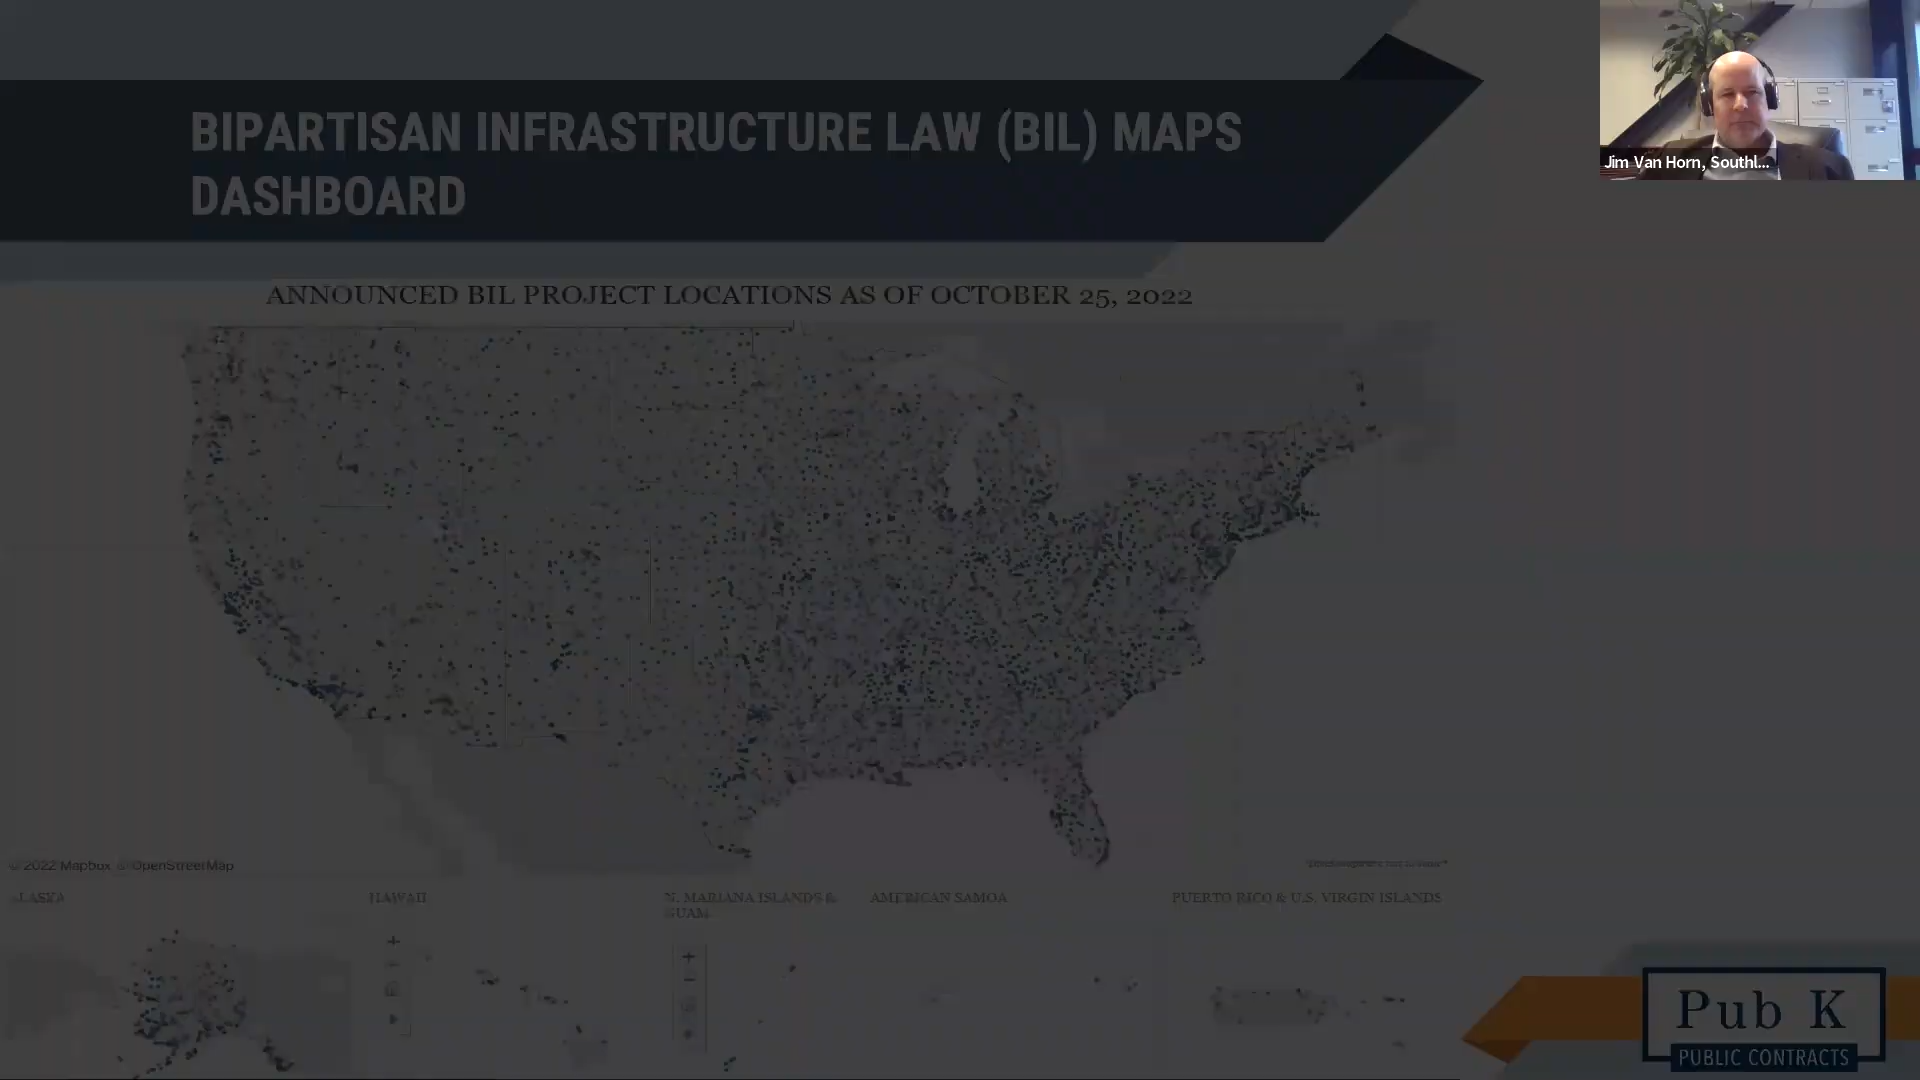 BIPARTISAN INFRASTRUCTURE LAW (BIL) MAPS
DASHBOARD
Jim Van Horn, Southl...
ANNOUNCED BIL PROJECT LOCATIONS AS OF OCTOBER 25, 2022
© 2022 Mapbox © OpenStreetMap
ALASKA
HAWAII
N. MARIANA ISLANDS &
GUAM
AMERICAN SAMOA
PUERTO RICO & U.S. VIRGIN ISLANDS
Pub K
PUBLIC CONTRACTS